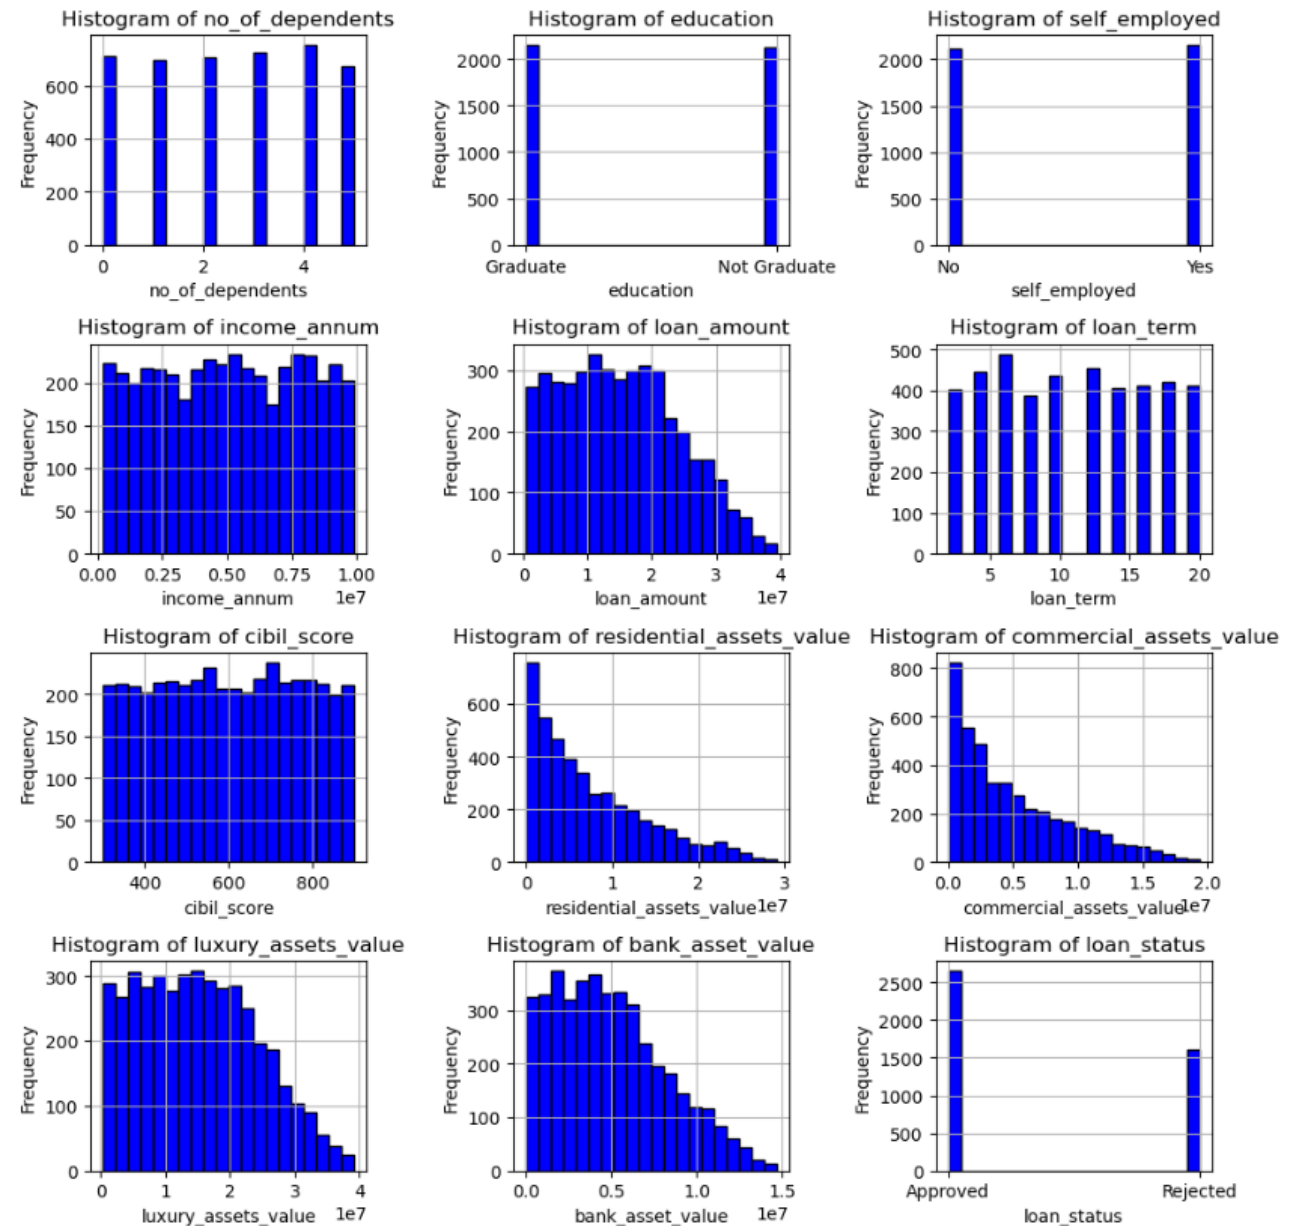 Histogram of no_of_dependents
Frequency
600
400
200
0
0 2 4
no_of_dependents
Histogram of education
Frequency
2000
1500
1000
500
0
Graduate Not Graduate
education
Histogram of self_employed
Frequency
2000
1500
1000
500
0
No Yes
self_employed
Histogram of income_annum
Frequency
200
150
100
50
0
0.00 0.25 0.50 0.75 1.00
income_annum 1e7
Histogram of loan_amount
Frequency
300
200
100
0
0 1 2 3 4
loan_amount 1e7
Histogram of loan_term
Frequency
500
400
300
200
100
0
5 10 15 20
loan_term
Histogram of cibil_score
Frequency
200
150
100
50
0
400 600 800
cibil_score
Histogram of residential_assets_value
Frequency
600
400
200
0
0 1 2 3
residential_assets_value 1e7
Histogram of commercial_assets_value
Frequency
800
600
400
200
0
0.0 0.5 1.0 1.5 2.0
commercial_assets_value 1e7
Histogram of luxury_assets_value
Frequency
300
200
100
0
0 1 2 3 4
luxury_assets_value 1e7
Histogram of bank_asset_value
Frequency
300
200
100
0
0.0 0.5 1.0 1.5
bank_asset_value 1e7
Histogram of loan_status
Frequency
2500
2000
1500
1000
500
0
Approved Rejected
loan_status